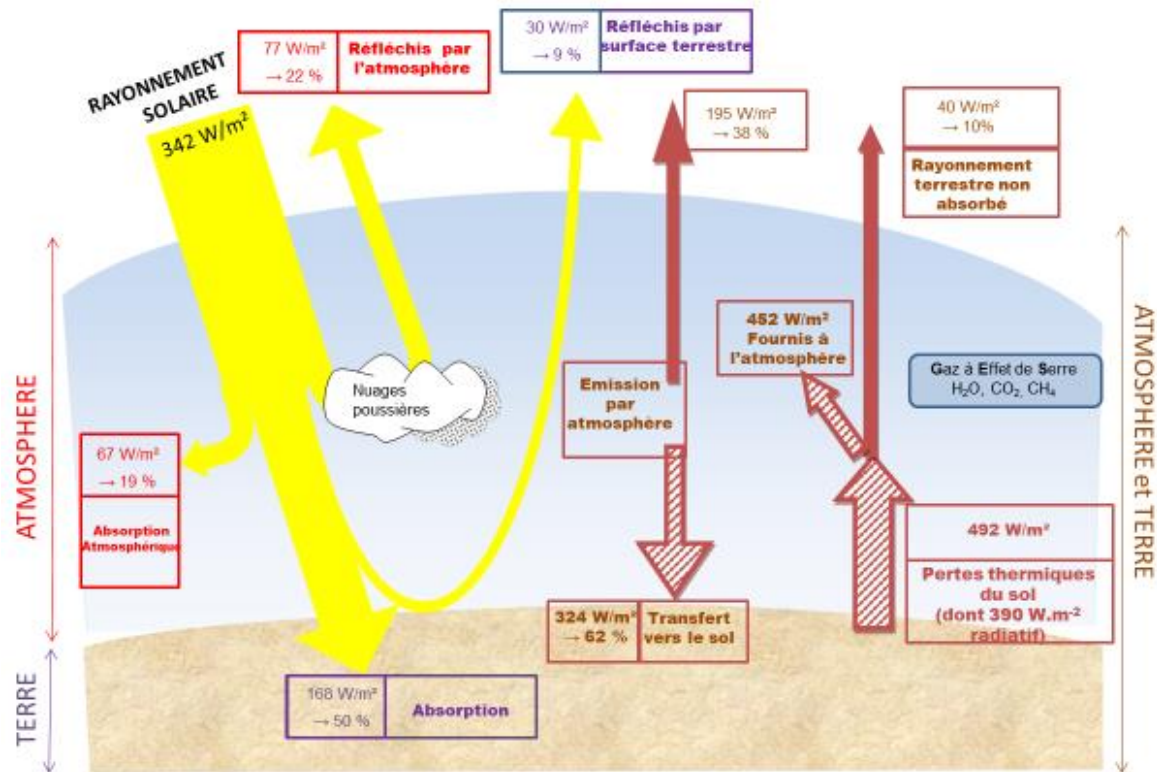 RAYONNEMENT
SOLAIRE
342 W/m²
77 W/m²
→ 22 %
Réfléchis par
l'atmosphère
30 W/m²
→ 9 %
Réfléchis par
surface terrestre
195 W/m²
→ 38 %
40 W/m²
→ 10%
Rayonnement
terrestre non
absorbé
ATMOSPHERE
TERRE
ATMOSPHERE et TERRE
Nuages
poussières
67 W/m²
→ 19 %
Absorption
Atmosphérique
Emission
par
atmosphère
452 W/m²
Fournis à
l'atmosphère
Gaz à Effet de Serre
H₂O, CO₂, CH₄
492 W/m²
Pertes thermiques
du sol
(dont 390 W.m⁻²
radiatif)
324 W/m²
→ 62 %
Transfert
vers le sol
168 W/m²
→ 50 %
Absorption